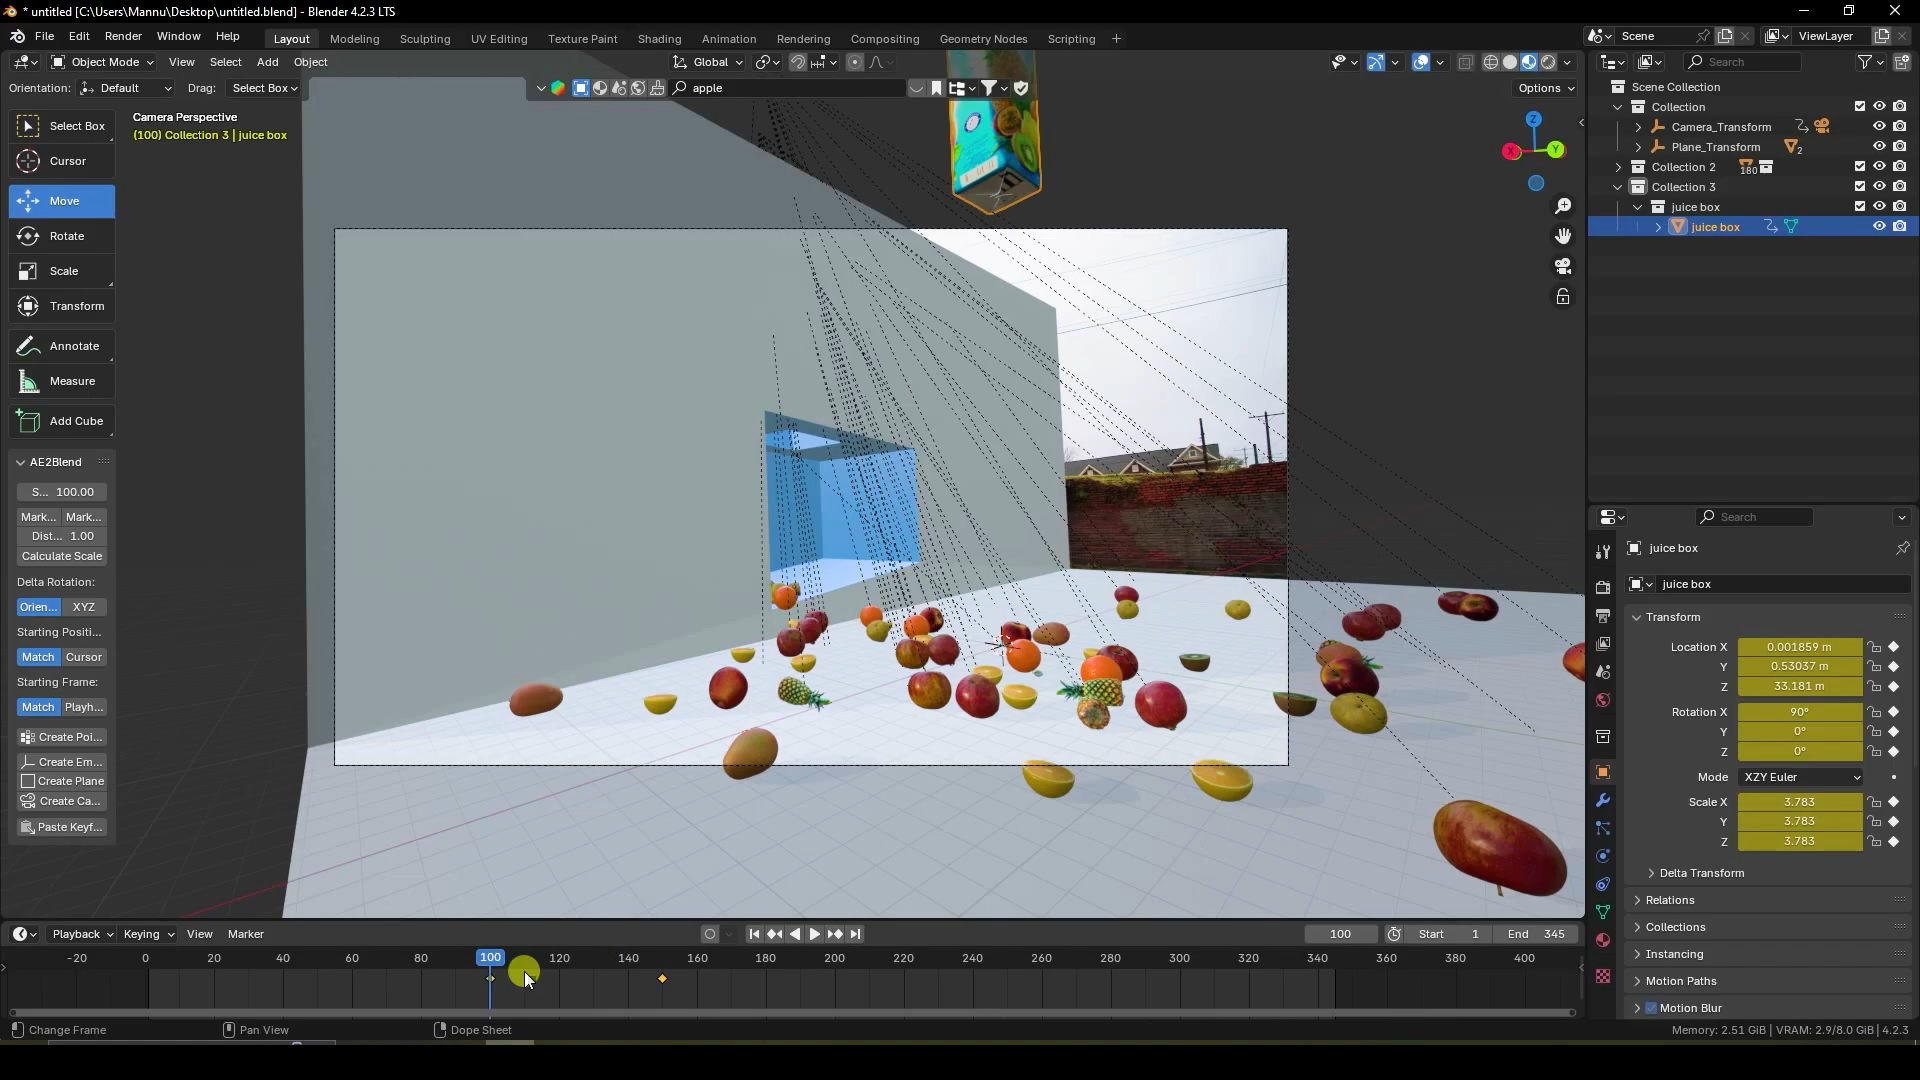 * untitled [C:\Users\Mannu\Desktop\untitled.blend] - Blender 4.2.3 LTS
File Edit Render Window Help Layout Modeling Sculpting UV Editing Texture Paint Shading Animation Rendering Compositing Geometry Nodes Scripting + Scene ViewLayer
Object Mode View Select Add Object Global Search
Orientation: Default Drag: Select Box apple Options
Select Box
Cursor
Move
Rotate
Scale
Transform
Annotate
Measure
Add Cube
Camera Perspective
(100) Collection 3 | juice box
Z
X
Y
AE2Blend
S... 100.00
Mark... Mark...
Dist... 1.00
Calculate Scale
Delta Rotation:
Orien... XYZ
Starting Positi...
Match Cursor
Starting Frame:
Match Playh...
Create Poi...
Create Em...
Create Plane
Create Ca...
Paste Keyf...
Scene Collection
Collection
Camera_Transform
Plane_Transform 2
Collection 2 180
Collection 3
juice box
juice box
Search
juice box
juice box
Transform
Location X 0.001859 m
Y 0.53037 m
Z 33.181 m
Rotation X 90°
Y 0°
Z 0°
Mode XZY Euler
Scale X 3.783
Y 3.783
Z 3.783
Delta Transform
Relations
Collections
Instancing
Motion Paths
Motion Blur
Playback Keying View Marker 100 Start 1 End 345
-20 0 20 40 60 80 100 120 140 160 180 200 220 240 260 280 300 320 340 360 380 400
Change Frame Pan View Dope Sheet Memory: 2.51 GiB | VRAM: 2.9/8.0 GiB | 4.2.3